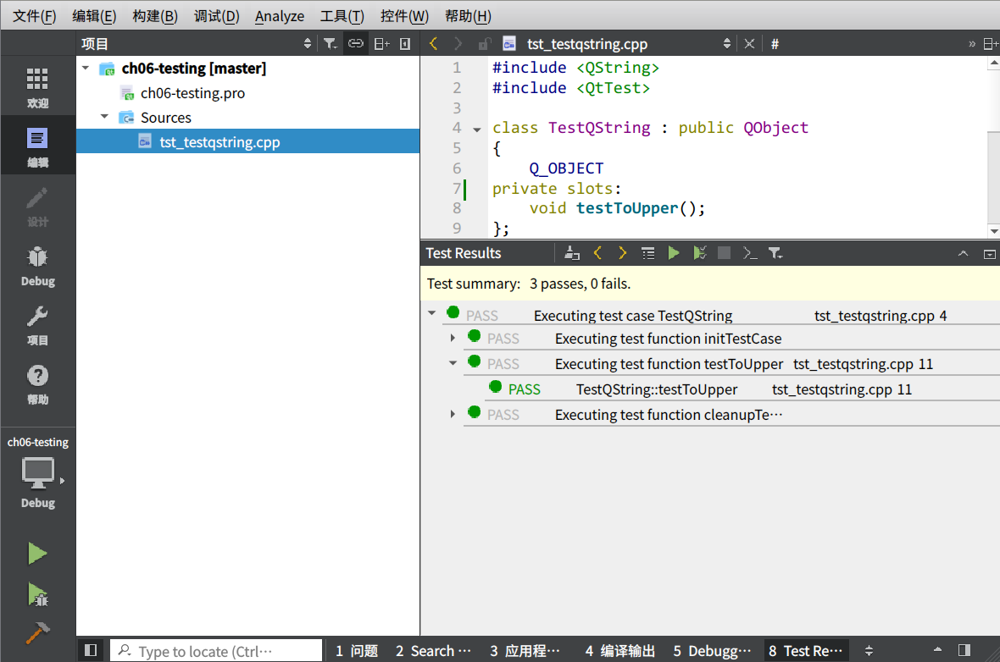 文件(F) 编辑(E) 构建(B) 调试(D) Analyze 工具(T) 控件(W) 帮助(H)
项目
tst_testqstring.cpp #
»
欢迎
编辑
设计
Debug
项目
帮助
ch06-testing
Debug
ch06-testing [master]
ch06-testing.pro
Sources
tst_testqstring.cpp
1 #include <QString>
2 #include <QtTest>
3
4 class TestQString : public QObject
5 {
6 Q_OBJECT
7 private slots:
8 void testToUpper();
9 };
Test Results
Test summary: 3 passes, 0 fails.
PASS Executing test case TestQString tst_testqstring.cpp 4
PASS Executing test function initTestCase
PASS Executing test function testToUpper tst_testqstring.cpp 11
PASS TestQString::testToUpper tst_testqstring.cpp 11
PASS Executing test function cleanupTe…
Type to locate (Ctrl… 1 问题 2 Search … 3 应用程… 4 编译输出 5 Debugg… 8 Test Re…